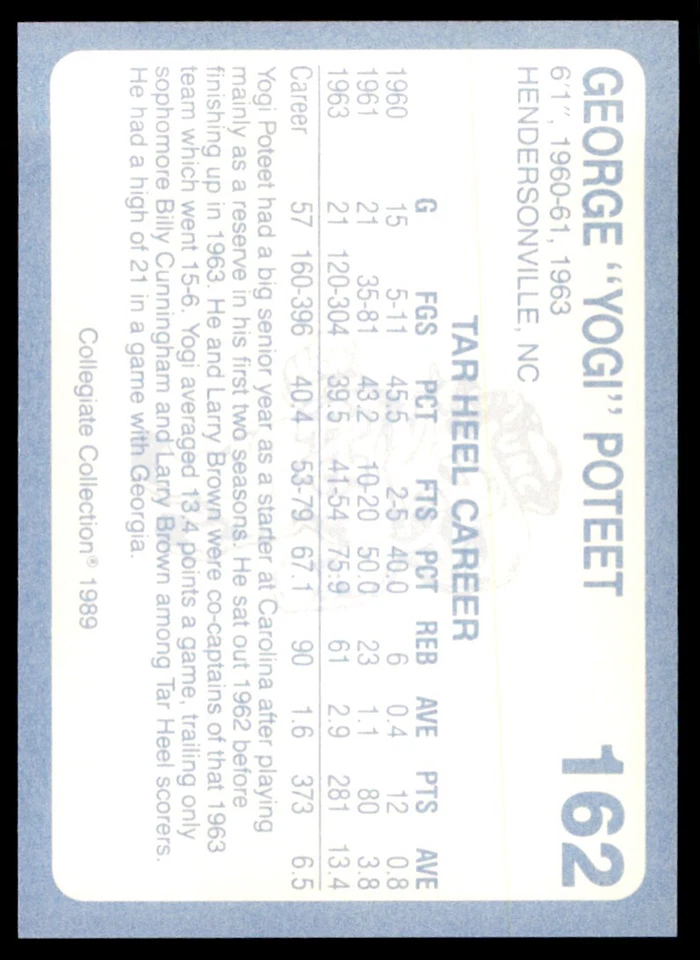 GEORGE “YOGI” POTEET 162
6'1", 1960-61, 1963
HENDERSONVILLE, NC
TAR HEEL CAREER
G FGS PCT FTS PCT REB AVE PTS AVE
1960 15 5-11 45.5 2-5 40.0 6 0.4 12 0.8
1961 21 35-81 43.2 10-20 50.0 23 1.1 80 3.8
1963 21 120-304 39.5 41-54 75.9 61 2.9 281 13.4
Career 57 160-396 40.4 53-79 67.1 90 1.6 373 6.5
Yogi Poteet had a big senior year as a starter at Carolina after playing
mainly as a reserve in his first two seasons. He sat out 1962 before
finishing up in 1963. He and Larry Brown were co-captains of that 1963
team which went 15-6. Yogi averaged 13.4 points a game, trailing only
sophomore Billy Cunningham and Larry Brown among Tar Heel scorers.
He had a high of 21 in a game with Georgia.
Collegiate Collection® 1989